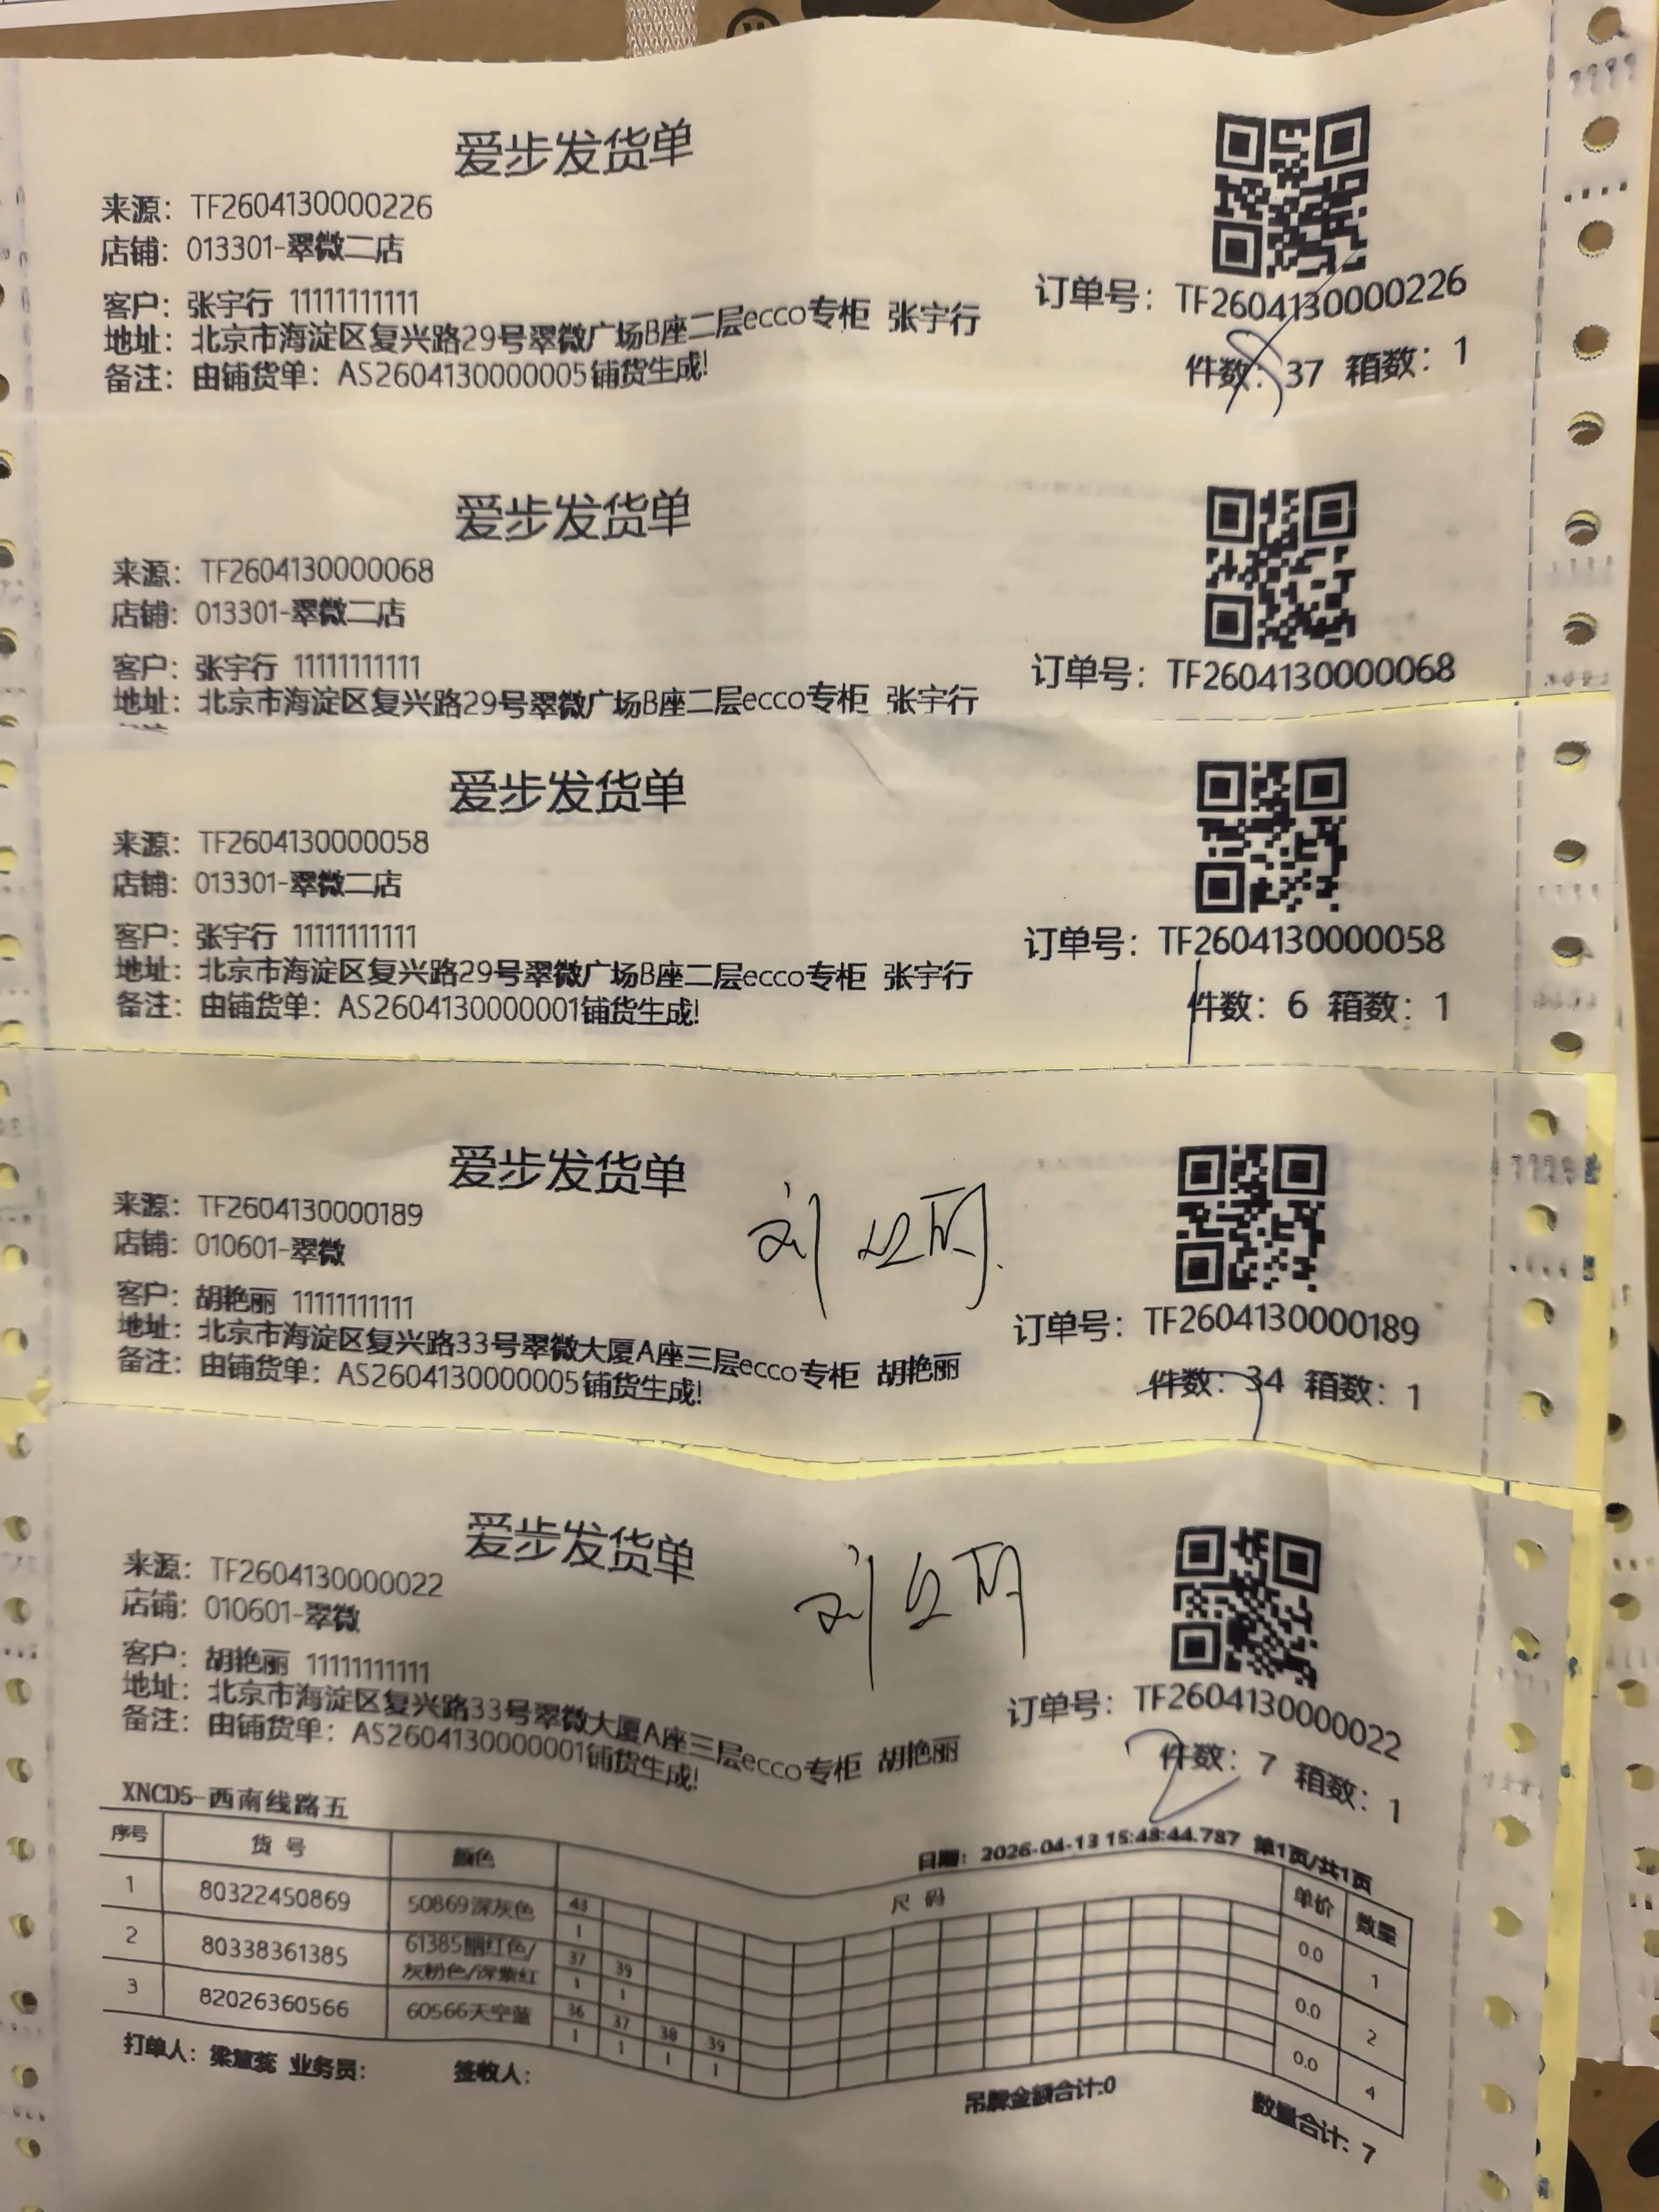 爱步发货单
来源：TF2604130000226
店铺：013301-翠微二店
客户：张宇行 11111111111
地址：北京市海淀区复兴路29号翠微广场B座二层ecco专柜 张宇行
备注：由铺货单：AS2604130000005铺货生成!
订单号：TF2604130000226
件数：37 箱数：1
爱步发货单
来源：TF2604130000068
店铺：013301-翠微二店
客户：张宇行 11111111111
地址：北京市海淀区复兴路29号翠微广场B座二层ecco专柜 张宇行
订单号：TF2604130000068
爱步发货单
来源：TF2604130000058
店铺：013301-翠微二店
客户：张宇行 11111111111
地址：北京市海淀区复兴路29号翠微广场B座二层ecco专柜 张宇行
备注：由铺货单：AS2604130000001铺货生成!
订单号：TF2604130000058
件数：6 箱数：1
爱步发货单
来源：TF2604130000189
店铺：010601-翠微
客户：胡艳丽 11111111111
地址：北京市海淀区复兴路33号翠微大厦A座三层ecco专柜 胡艳丽
备注：由铺货单：AS2604130000005铺货生成!
刘
订单号：TF2604130000189
件数：34 箱数：1
爱步发货单
来源：TF2604130000022
店铺：010601-翠微
客户：胡艳丽 11111111111
地址：北京市海淀区复兴路33号翠微大厦A座三层ecco专柜 胡艳丽
备注：由铺货单：AS2604130000001铺货生成!
刘
订单号：TF2604130000022
件数：7 箱数：1
2
XNCD5-西南线路五
日期：2026-04-13 15:48:44.787 第1页/共1页
序号 货号 颜色 尺码 单价 数量
1 80322450869 50869深灰色 43 0.0 1
1
2 80338361385 61385胭红色/灰粉色/深紫红 37 39 0.0 2
1 1
3 82026360566 60566天空蓝 36 37 38 39 0.0 4
1 1 1 1
打单人：梁慧蕊 业务员： 签收人：
吊牌金额合计:0
数量合计: 7